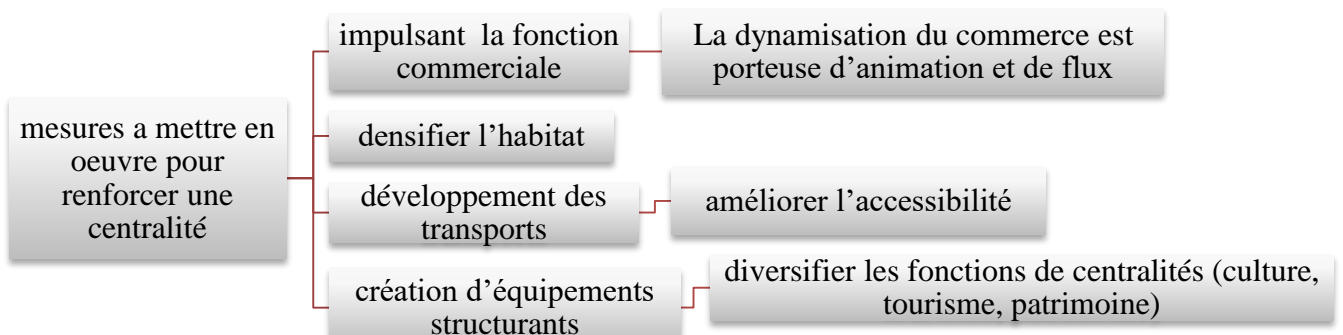 mesures a mettre en
oeuvre pour
renforcer une
centralité
impulsant  la fonction
commerciale
La dynamisation du commerce est
porteuse d’animation et de flux
densifier l’habitat
développement des
transports
améliorer l’accessibilité
création d’équipements
structurants
diversifier les fonctions de centralités (culture,
tourisme, patrimoine)